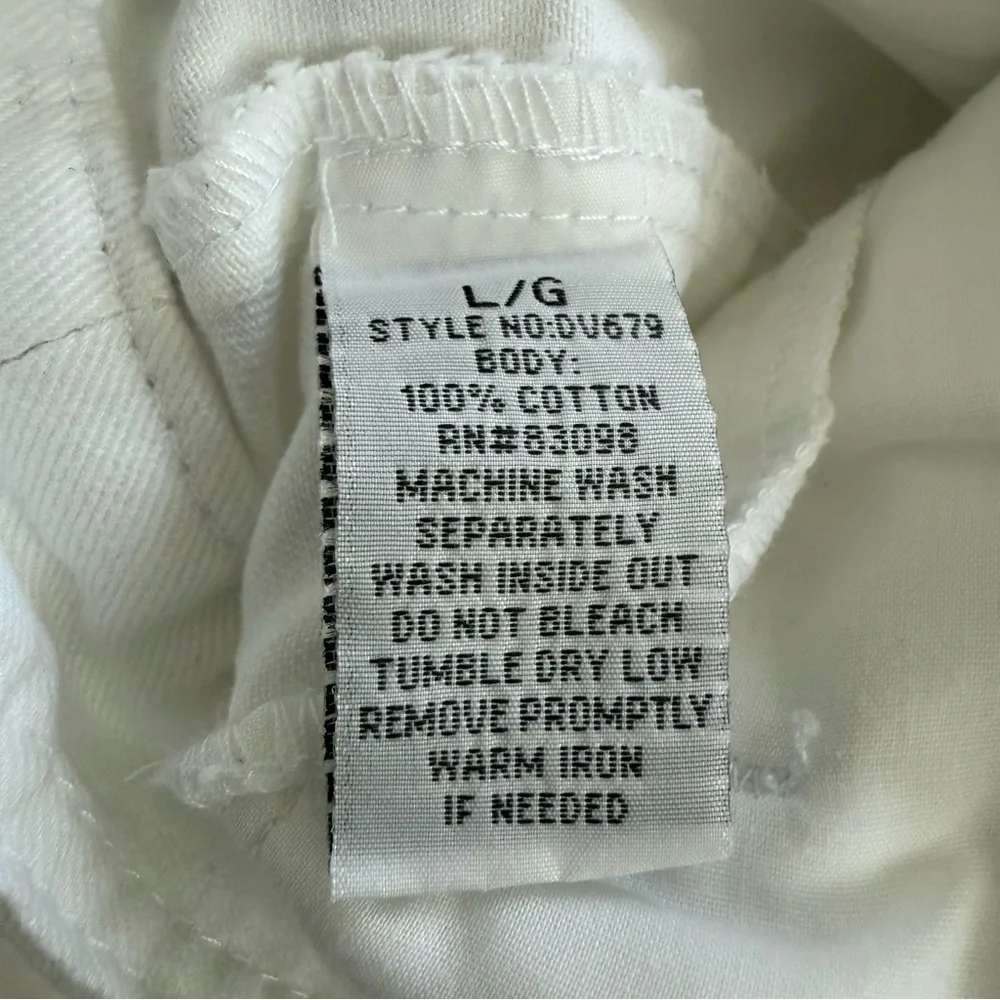 L/G
STYLE NO:DV679
BODY:
100% COTTON
RN#83098
MACHINE WASH
SEPARATELY
WASH INSIDE OUT
DO NOT BLEACH
TUMBLE DRY LOW
REMOVE PROMPTLY
WARM IRON
IF NEEDED